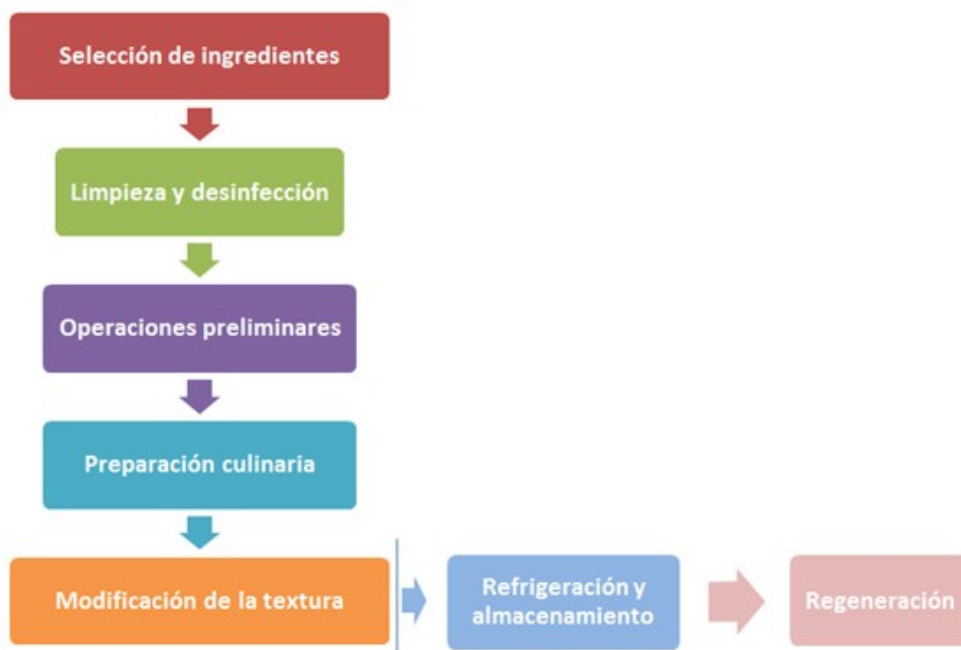 Selección de ingredientes
Limpieza y desinfección
Operaciones preliminares
Preparación culinaria
Modificación de la textura
Refrigeración y
almacenamiento
Regeneración